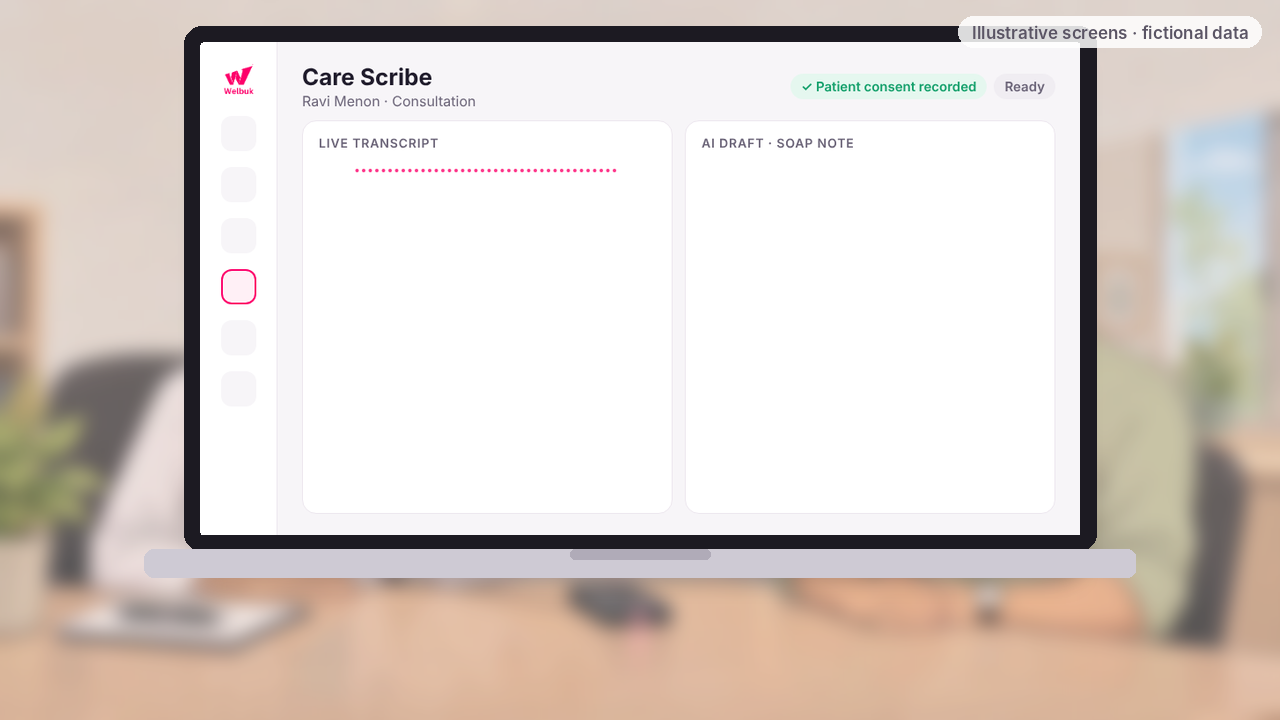 Illustrative screens · fictional data
Welbuk
Care Scribe
Ravi Menon · Consultation
✓ Patient consent recorded
Ready
LIVE TRANSCRIPT
AI DRAFT · SOAP NOTE